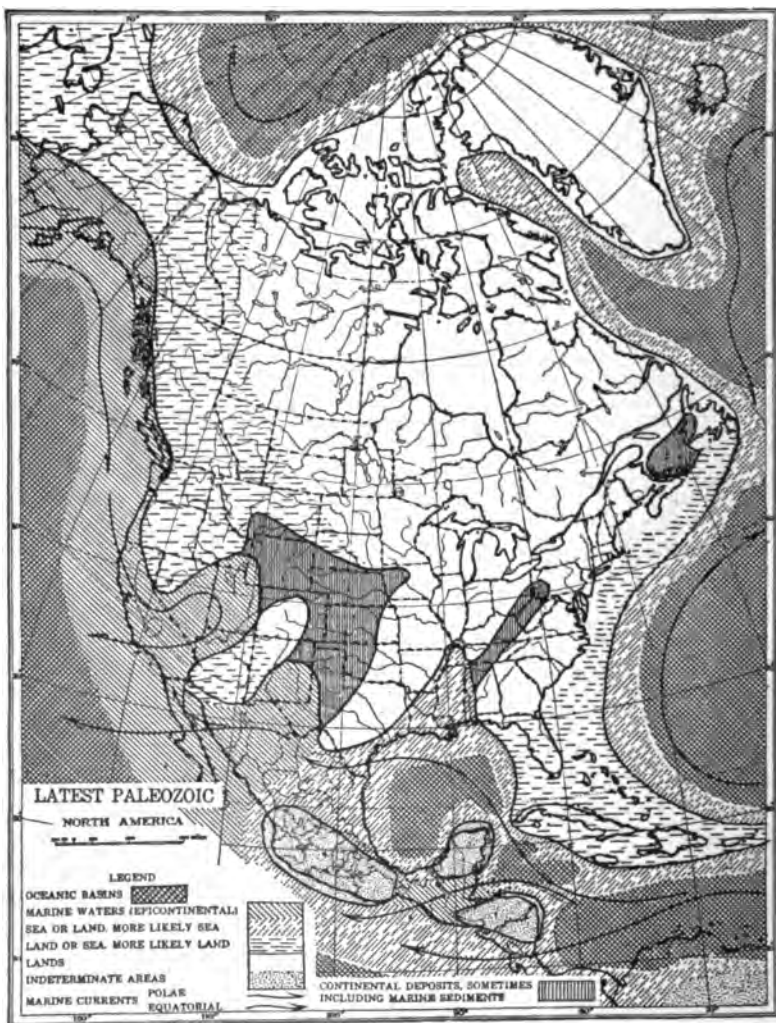 LATEST PALEOZOIC
NORTH AMERICA
LEGEND
OCEANIC BASINS
MARINE WATERS (EPICONTINENTAL)
SEA OR LAND, MORE LIKELY SEA
LAND OR SEA, MORE LIKELY LAND
LANDS
INDETERMINATE AREAS
MARINE CURRENTS POLAR
EQUATORIAL
CONTINENTAL DEPOSITS, SOMETIMES
INCLUDING MARINE SEDIMENTS